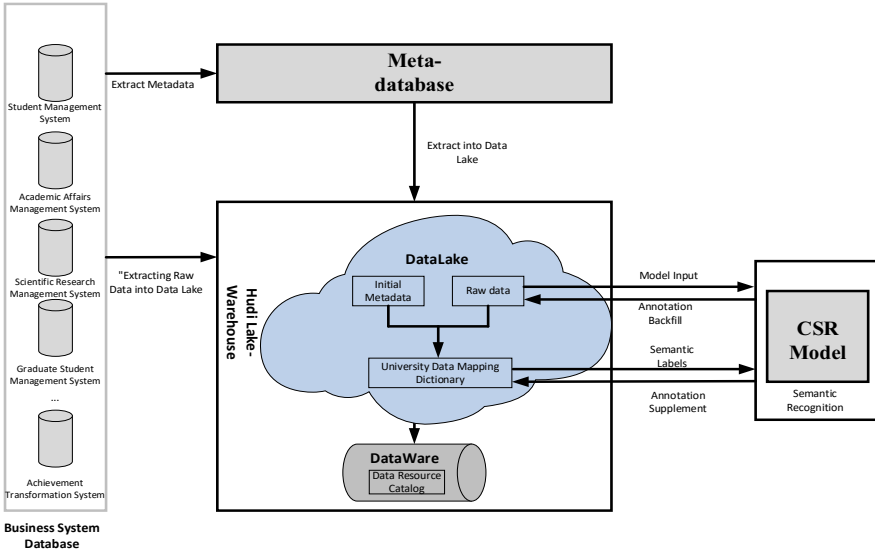 Student Management
System
Academic Affairs
Management System
Scientific Research
Management System
Graduate Student
Management System
...
Achievement
Transformation System
Business System
Database
Extract Metadata
"Extracting Raw
Data into Data Lake
Meta-
database
Extract into Data
Lake
Hudi Lake-
Warehouse
DataLake
Initial
Metadata
Raw data
University Data Mapping
Dictionary
DataWare
Data Resource
Catalog
Model Input
Annotation
Backfill
Semantic
Labels
Annotation
Supplement
CSR
Model
Semantic
Recognition